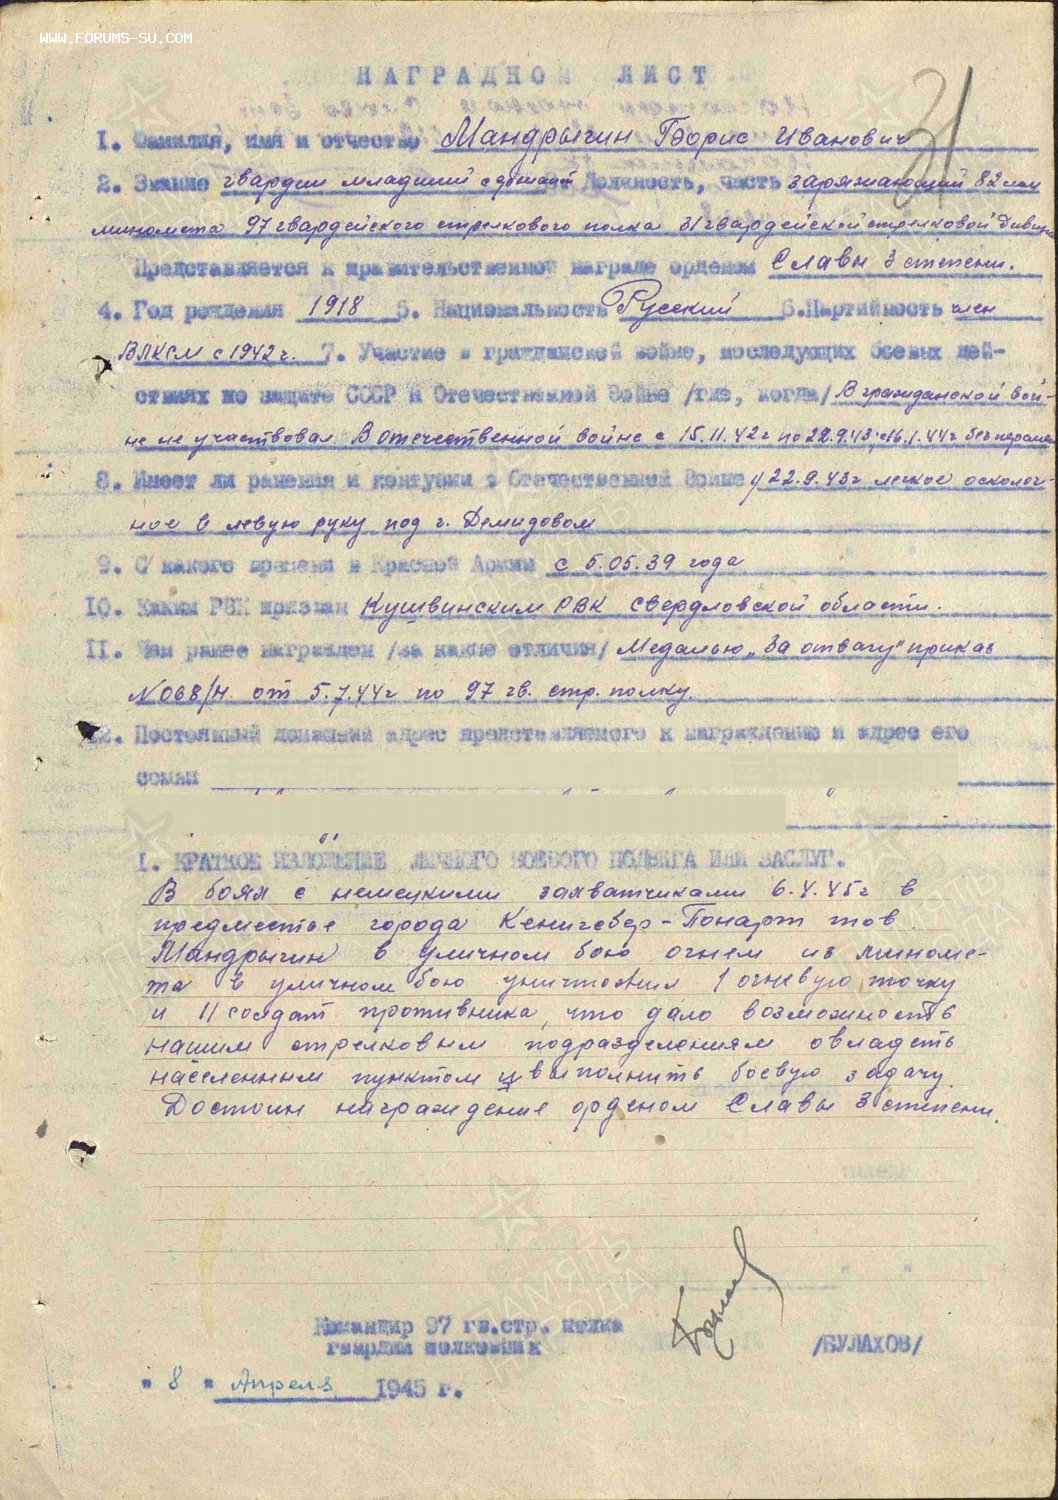 WWW.FORUMS-SU.COM
НАГРАДНОЙ ЛИСТ
31
1. Фамилия, имя и отчество Мандрыгин Борис Иванович
2. Звание гвардии младший сержант Должность, часть заряжающий 82 мм
миномета 97 гвардейского стрелкового полка 31 гвардейской стрелковой дивизии
Представляется к правительственной награде орденом Славы 3 степени.
4. Год рождения 1918 5. Национальность Русский 6. Партийность член
ВЛКСМ с 1942 г. 7. Участие в гражданской войне, последующих боевых дей-
ствиях по защите СССР и Отечественной Войне /где, когда/ В гражданской вой-
не не участвовал. В отечественной войне с 15.11.42 г по 22.9.43, с 16.1.44 г без
8. Имеет ли ранения и контузии в Отечественной Войне 1/ 22.9.43 г легкое осколоч-
ное в левую руку под г. Демидовом
9. С какого времени в Красной Армии с 5.05.39 года
10. Каким РВК призван Кушвинским РВК Свердловской области.
11. Чем ранее награжден /за какие отличия/ Медалью „За отвагу" приказ
N 068/н от 5.7.44 г по 97 гв. стр. полку.
12. Постоянный домашний адрес представляемого к награждению и адрес его
семьи
1. КРАТКОЕ ИЗЛОЖЕНИЕ ЛИЧНОГО БОЕВОГО ПОДВИГА ИЛИ ЗАСЛУГ.
В боях с немецкими захватчиками 6.4.45 г в
предместье города Кенигсбер-Понарт тов.
Мандрыгин в уличном бою огнем из миноме-
та в уличном бою уничтожил 1 огневую точку
и 11 солдат противника, что дало возможность
нашим стрелковым подразделениям овладеть
населенным пунктом и выполнить боевую задачу.
Достоин награждение орденом Славы 3 степени.
Командир 97 гв.стр. полка
гвардии полковник /БУЛАХОВ/
" 8 " Апреля 1945 г.
ПАМЯТЬ НАРОДА